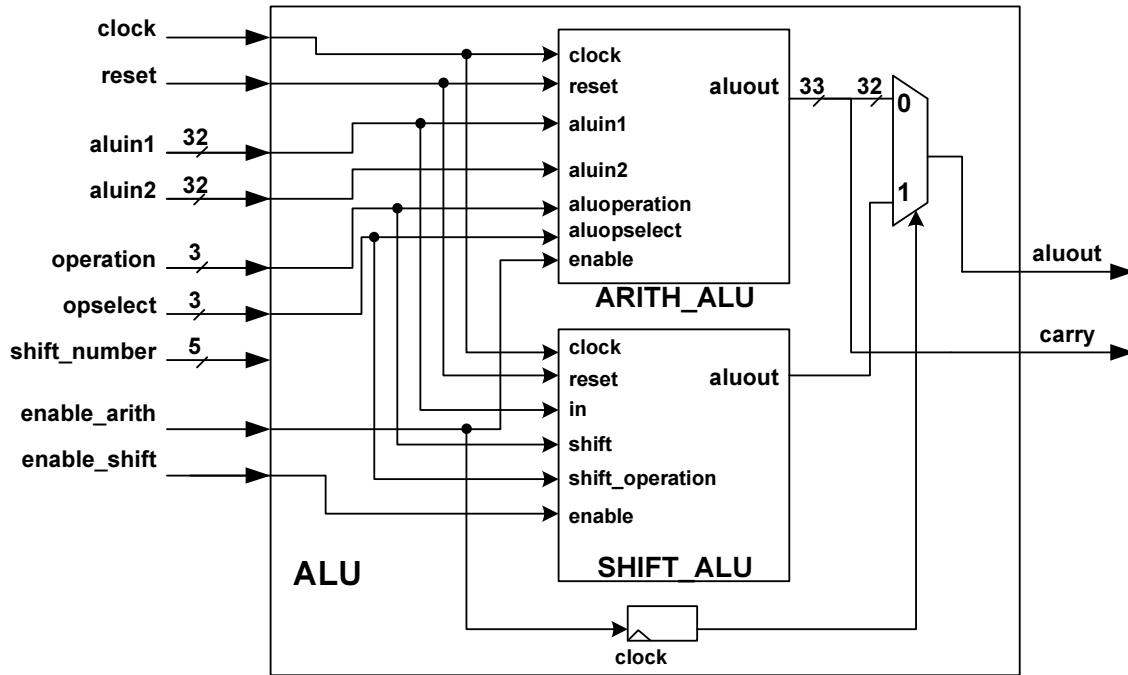 clock
reset
aluin1 32
aluin2 32
operation 3
opselect 3
shift_number 5
enable_arith
enable_shift
clock
reset
aluin1
aluin2
aluoperation
aluopselect
enable
aluout
ARITH_ALU
33 32
0
1
clock
reset
in
shift
shift_operation
enable
aluout
SHIFT_ALU
ALU
clock
aluout
carry